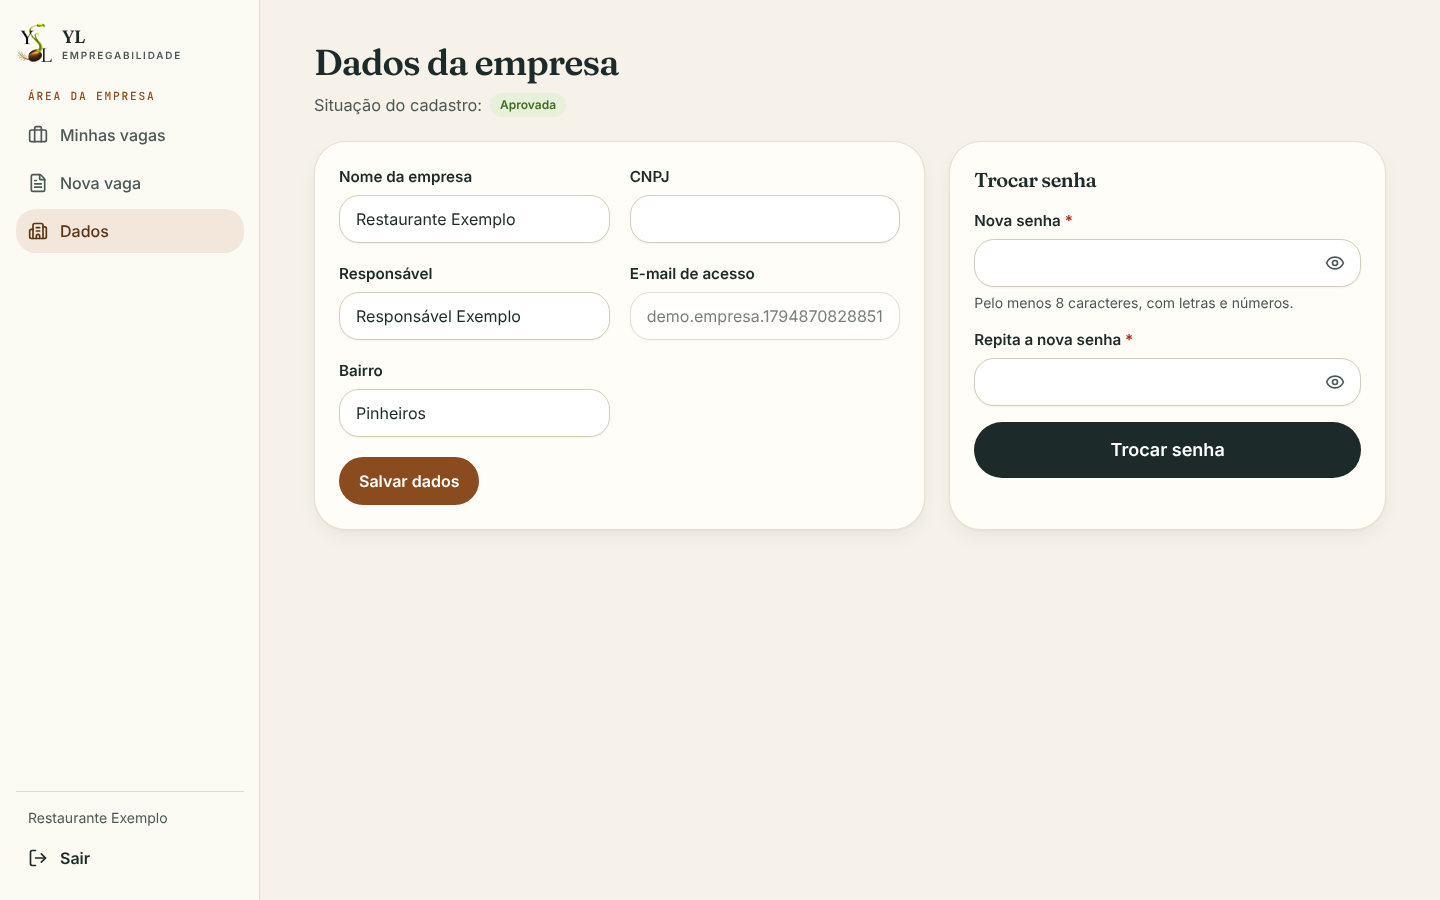 YL
YL
EMPREGABILIDADE
ÁREA DA EMPRESA
Minhas vagas
Nova vaga
Dados
Restaurante Exemplo
Sair
Dados da empresa
Situação do cadastro: Aprovada
Nome da empresa
Restaurante Exemplo
CNPJ
Responsável
Responsável Exemplo
E-mail de acesso
demo.empresa.1794870828851
Bairro
Pinheiros
Salvar dados
Trocar senha
Nova senha *
Pelo menos 8 caracteres, com letras e números.
Repita a nova senha *
Trocar senha